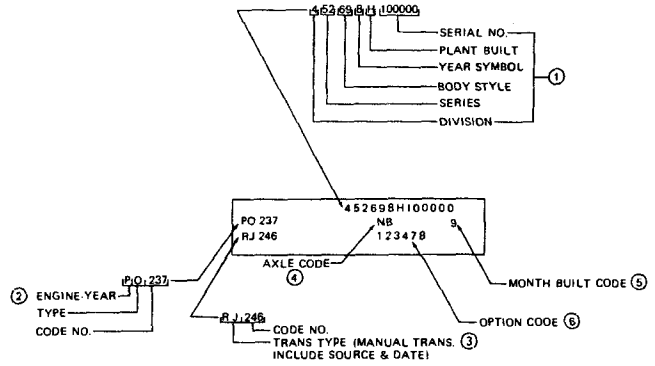 4 52 69 8 H 100000
SERIAL NO.
PLANT BUILT
YEAR SYMBOL
BODY STYLE
SERIES
DIVISION
1
452698H100000
PO 237
NB
9
RJ 246
123478
AXLE CODE
4
MONTH BUILT CODE 5
P O 237
2 ENGINE-YEAR
TYPE
CODE NO.
OPTION CODE 6
R J 246
CODE NO.
TRANS TYPE (MANUAL TRANS. 3
INCLUDE SOURCE & DATE)